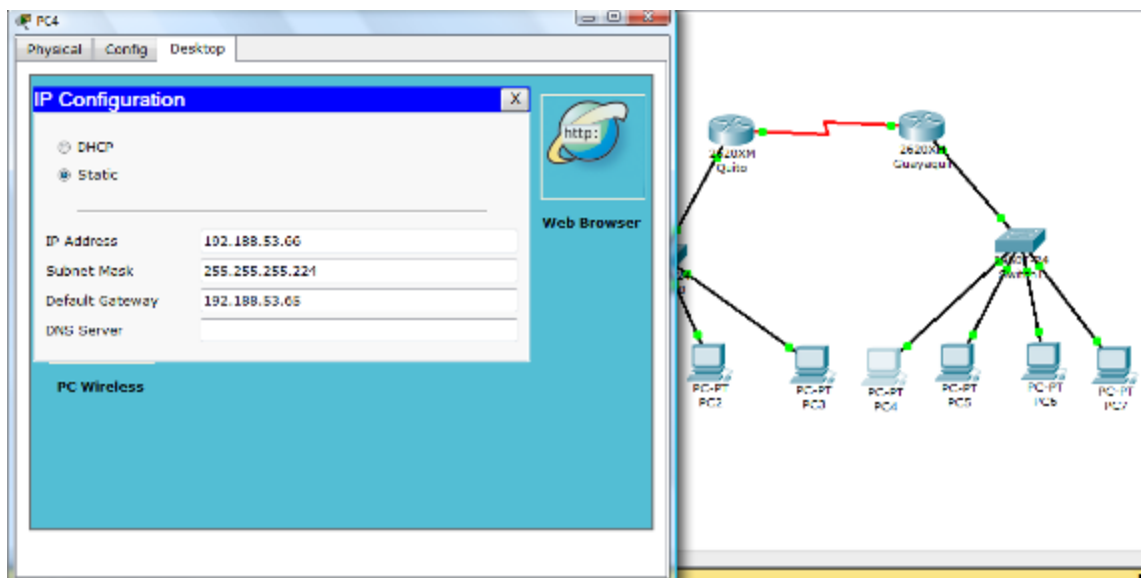 PC4
Physical Config Desktop
IP Configuration
X
DHCP
Static
IP Address 192.188.53.66
Subnet Mask 255.255.255.224
Default Gateway 192.188.53.65
DNS Server
http:
Web Browser
PC Wireless
2620XM
Quito
2620XM
Guayaquil
PC-PT
PC2
PC-PT
PC3
PC-PT
PC4
PC-PT
PC5
PC-PT
PC6
PC-PT
PC7